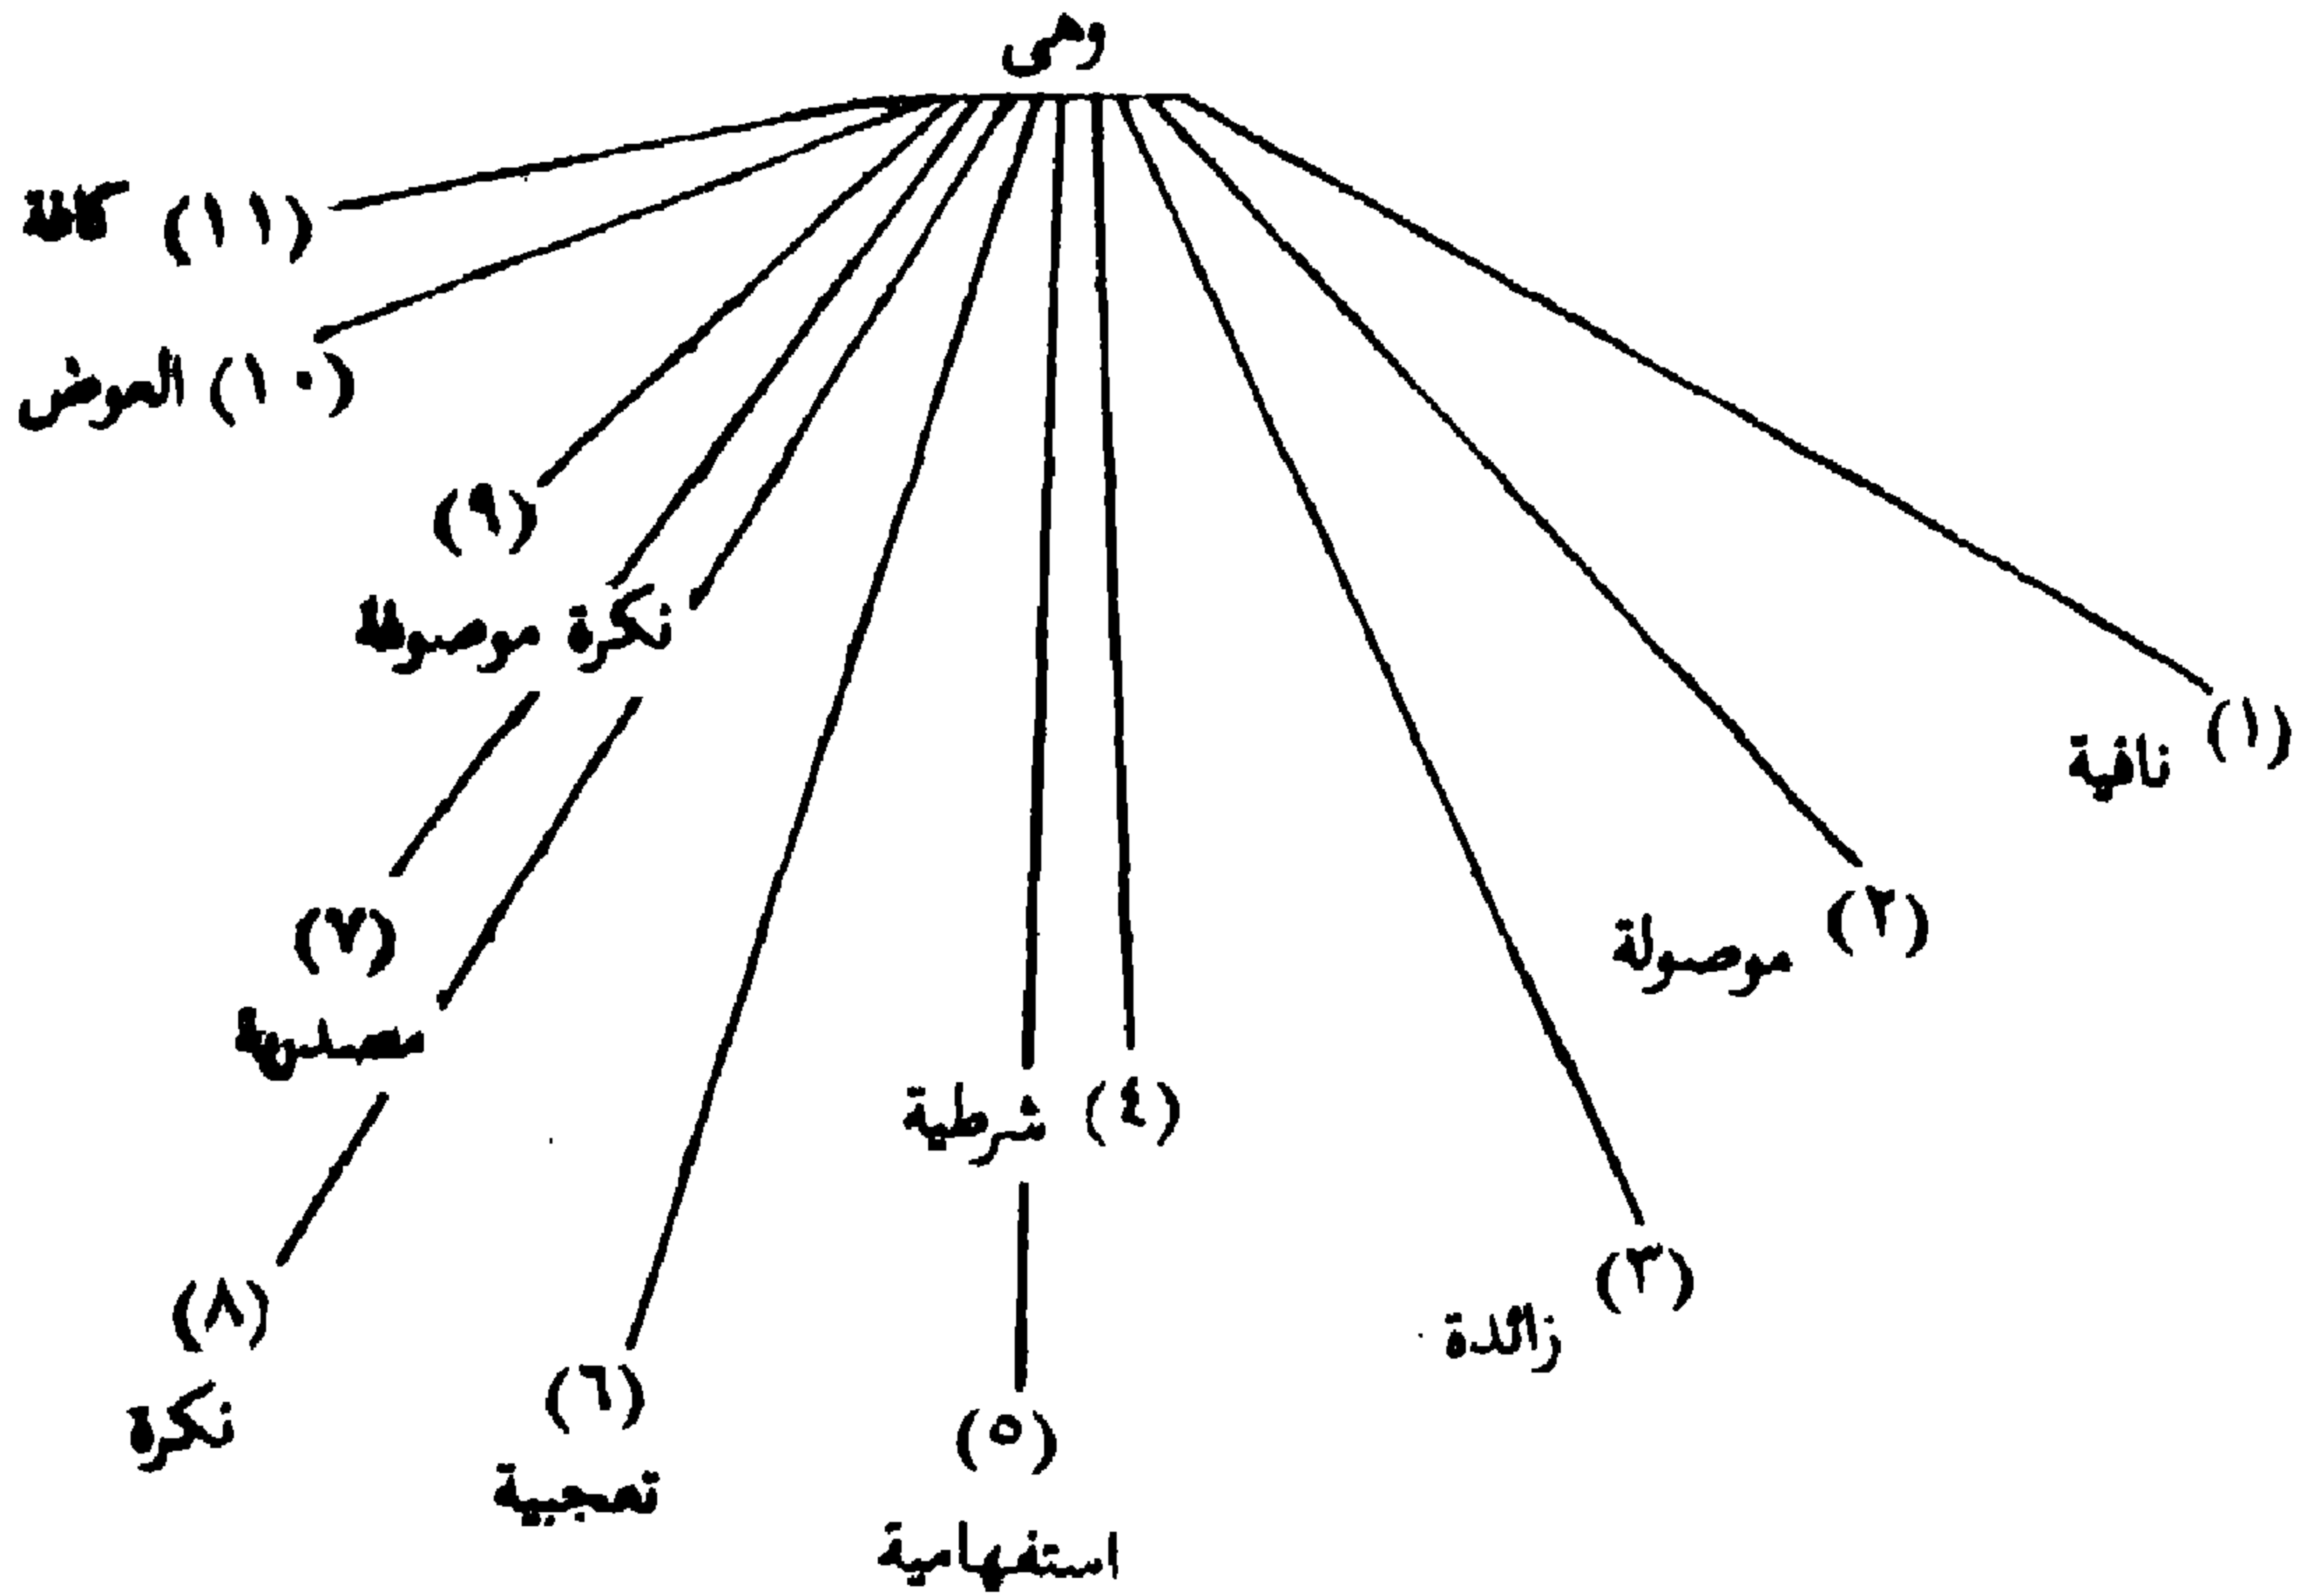 وهى
(١) نافية
(٢) موصولة
(٣) زائدة
(٤) شرطية
(٥)
استفهامية
(٦)
تعجبية
(٧)
مصدرية
(٨)
نكرة
(٩)
نكرة موصولة
(١٠) العوض
(١١) كافة